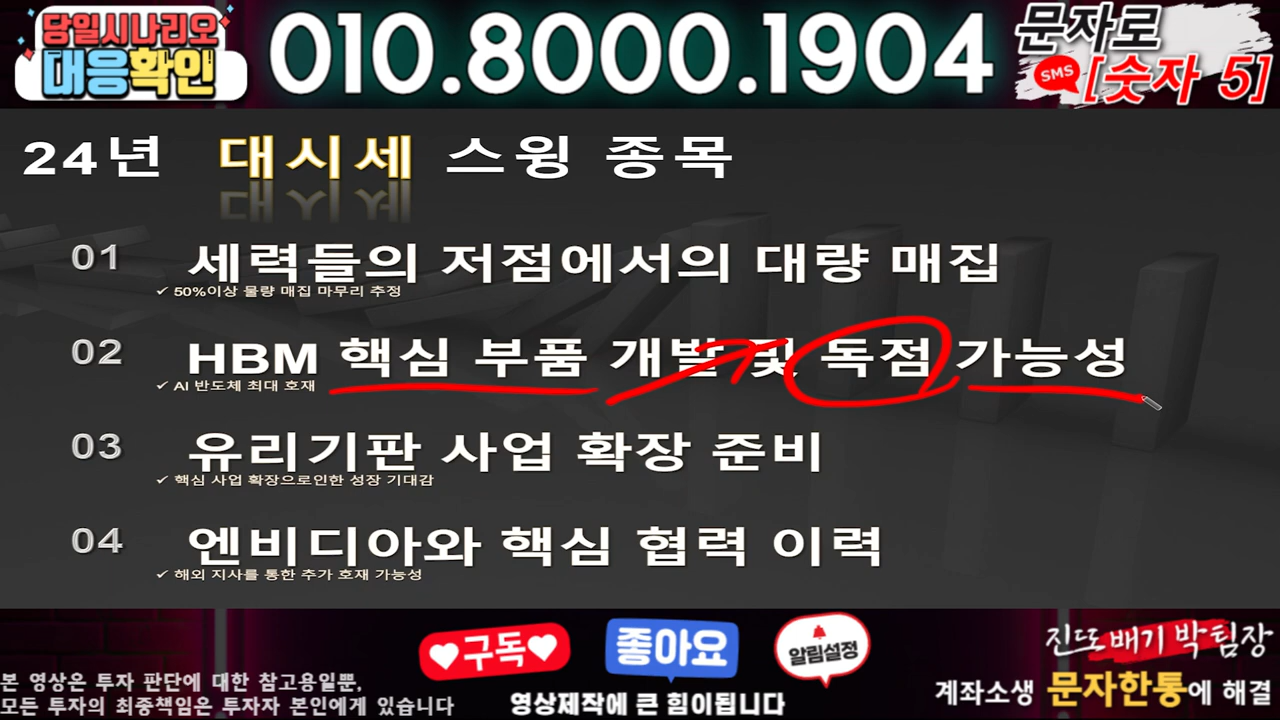 당일시나리오
대응확인
010.8000.1904
문자로
SMS [숫자 5]
24년 대시세 스윙 종목
01 세력들의 저점에서의 대량 매집
✓ 50%이상 물량 매집 마무리 추정
02 HBM 핵심 부품 개발 및 독점 가능성
✓ AI 반도체 최대 호재
03 유리기판 사업 확장 준비
✓ 핵심 사업 확장으로인한 성장 기대감
04 엔비디아와 핵심 협력 이력
✓ 해외 지사를 통한 추가 호재 가능성
구독
좋아요
알림설정
진또배기 박팀장
본 영상은 투자 판단에 대한 참고용일뿐,
모든 투자의 최종책임은 투자자 본인에게 있습니다
영상제작에 큰 힘이됩니다
계좌소생 문자한통에 해결